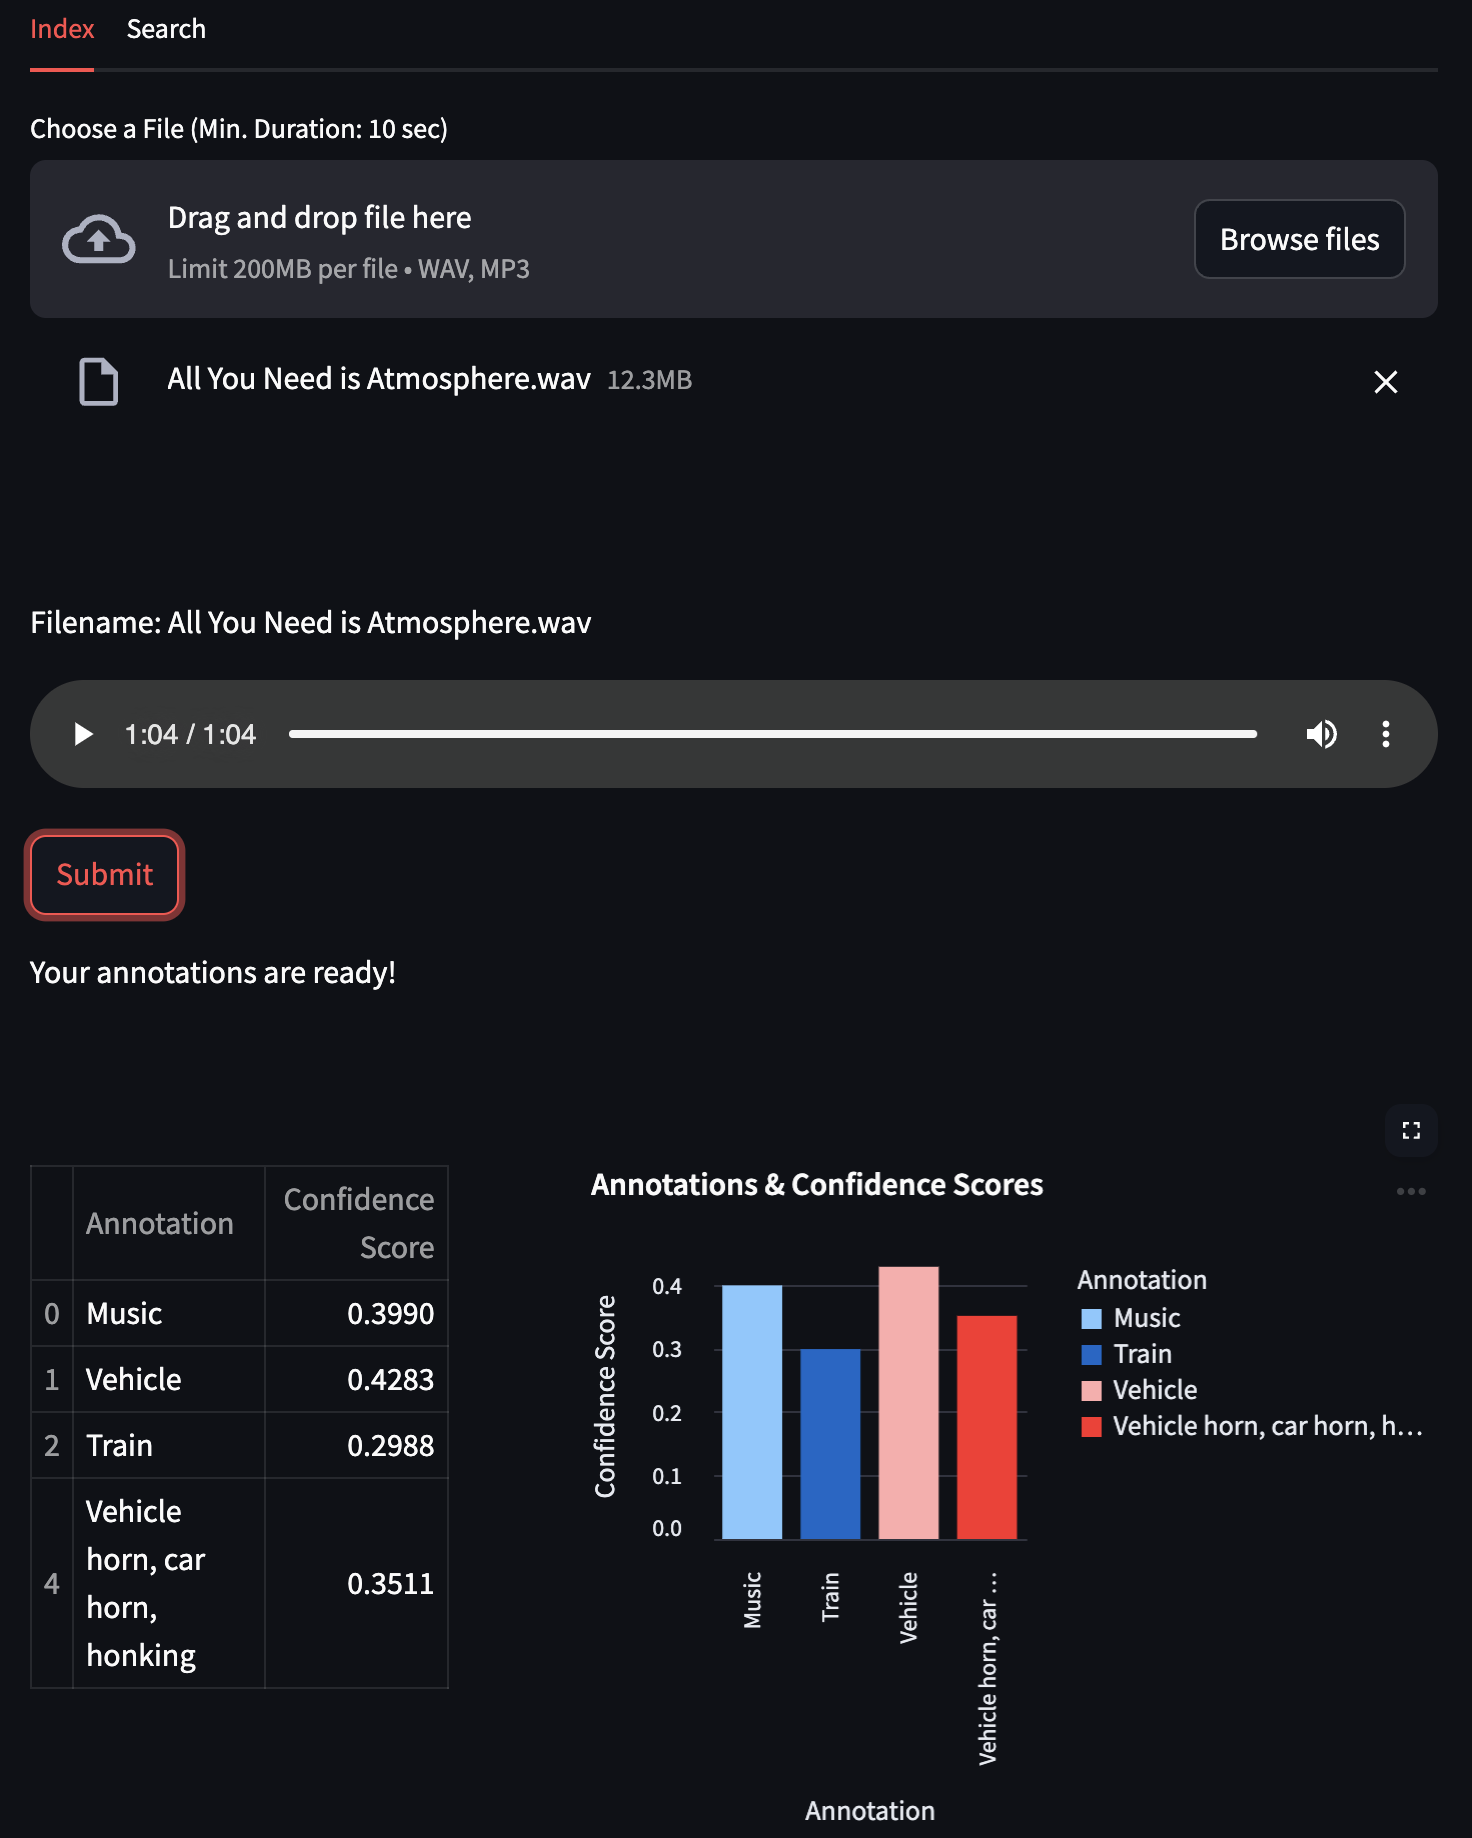 Index Search
Choose a File (Min. Duration: 10 sec)
Drag and drop file here
Limit 200MB per file • WAV, MP3
Browse files
All You Need is Atmosphere.wav 12.3MB
Filename: All You Need is Atmosphere.wav
1:04 / 1:04
Submit
Your annotations are ready!
Annotation Confidence
Score
0 Music 0.3990
1 Vehicle 0.4283
2 Train 0.2988
4 Vehicle
horn, car
horn,
honking 0.3511
Annotations & Confidence Scores
Confidence Score
0.4
0.3
0.2
0.1
0.0
Music
Train
Vehicle
Vehicle horn, car …
Annotation
Annotation
Music
Train
Vehicle
Vehicle horn, car horn, h…